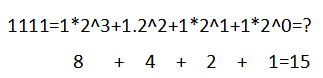 1111=1*2^3+1.2^2+1*2^1+1*2^0=?
8 + 4 + 2 + 1=15